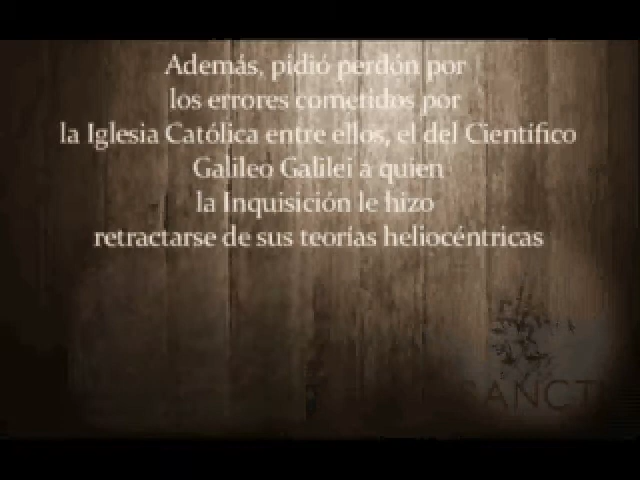 Además, pidió perdón por
los errores cometidos por
la Iglesia Católica entre ellos, el del Científico
Galileo Galilei a quien
la Inquisición le hizo
retractarse de sus teorías heliocéntricas
SANCT